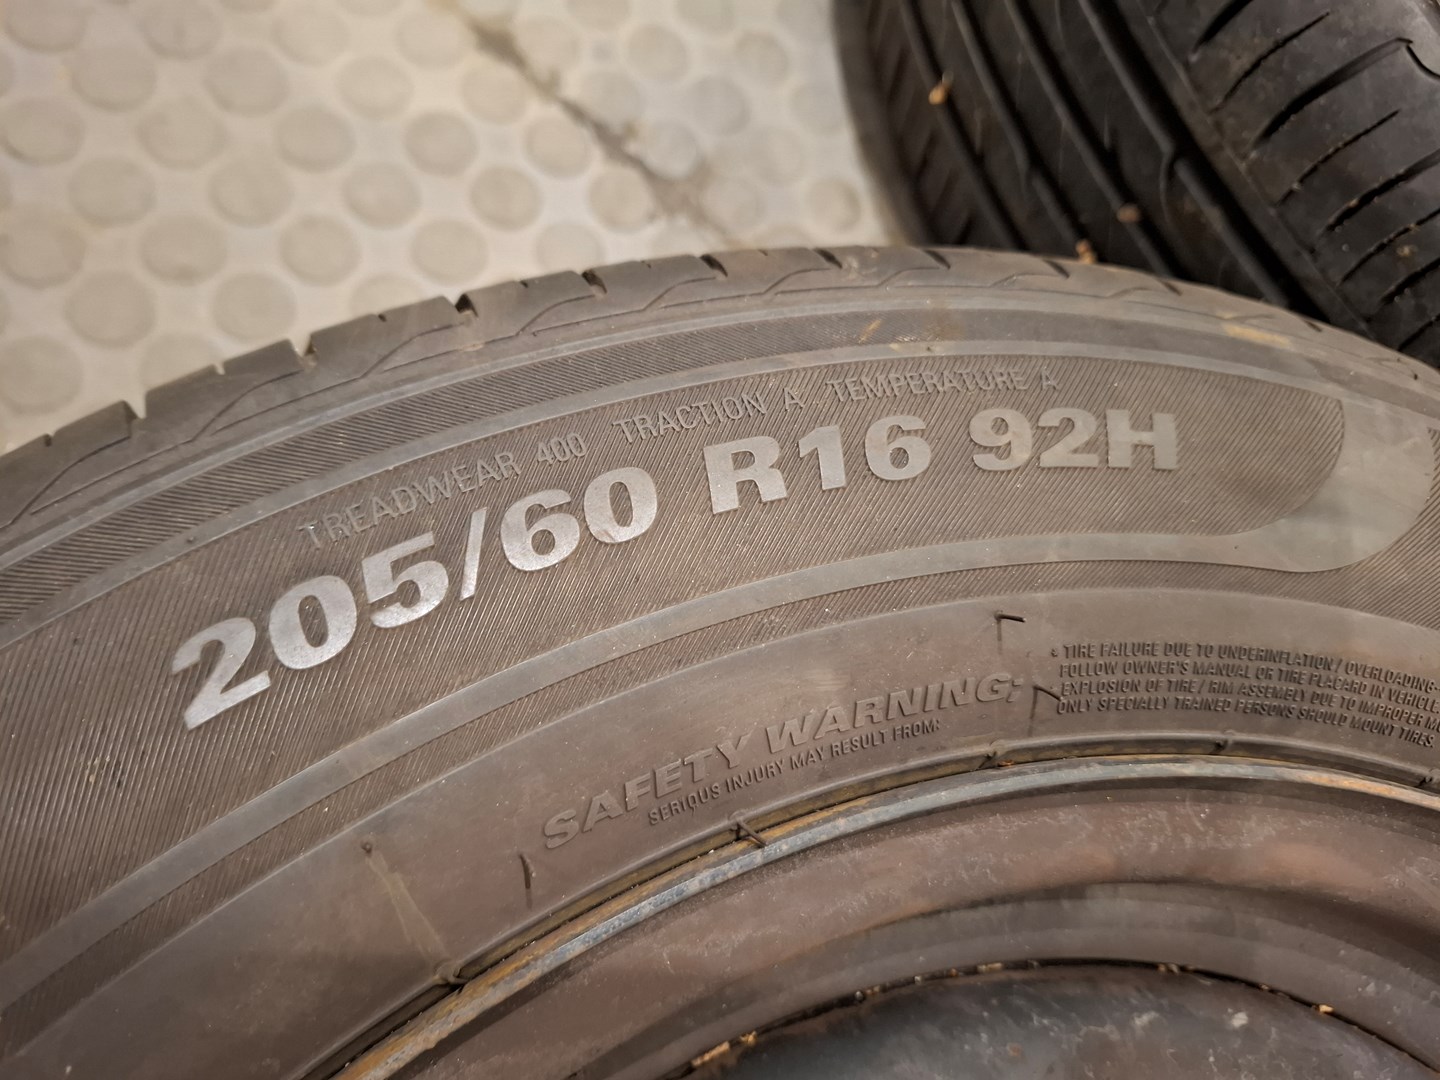 TREADWEAR 400 TRACTION A TEMPERATURE A
205/60 R16 92H
SAFETY WARNING:
SERIOUS INJURY MAY RESULT FROM:
• TIRE FAILURE DUE TO UNDERINFLATION / OVERLOADING-
FOLLOW OWNER'S MANUAL OR TIRE PLACARD IN VEHICLE.
• EXPLOSION OF TIRE / RIM ASSEMBLY DUE TO IMPROPER
ONLY SPECIALLY TRAINED PERSONS SHOULD MOUNT TIRES.